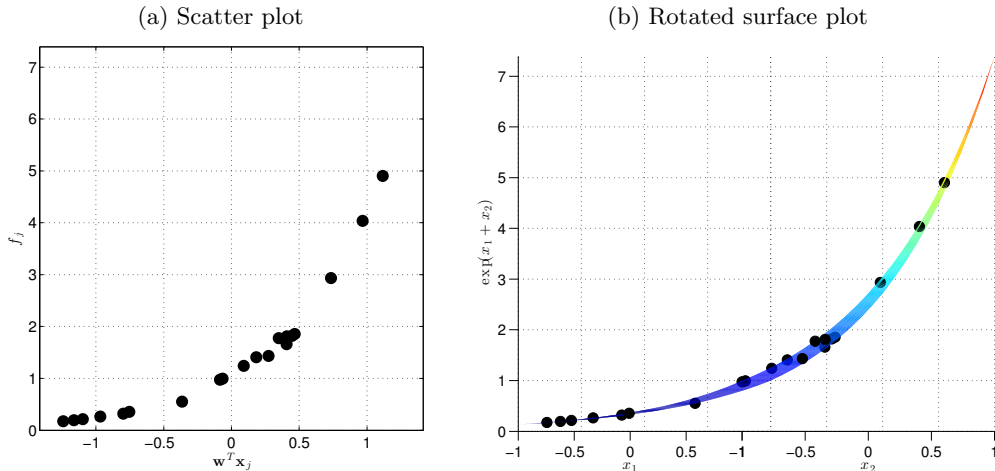 (a) Scatter plot
7
6
5
4
3
2
1
0
f_j
−1 −0.5 0 0.5 1
w^T x_j
(b) Rotated surface plot
7
6
5
4
3
2
1
0
exp(x_1 + x_2)
−1 −0.5 0 0.5 −1 1 −0.5 0 0.5 1
x_1 x_2